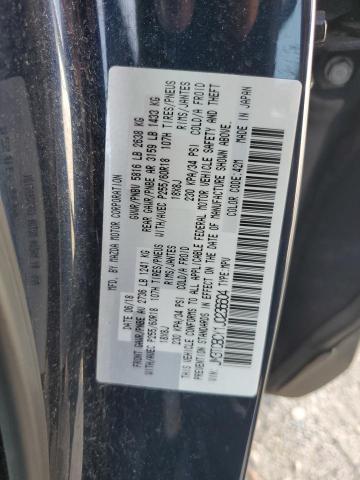 MFD. BY: MAZDA MOTOR CORPORATION
DATE: 06/18 GVWR/PNBV 5816 LB 2638 KG
FRONT GAWR/PNBE AV 2736 LB 1241 KG REAR GAWR/PNBE AR 3159 LB 1433 KG
WITH/AVEC P255/60R18 107H TIRES/PNEUS WITH/AVEC P255/60R18 107H TIRES/PNEUS
18X8J RIMS/JANTES 18X8J RIMS/JANTES
230 KPA/34 PSI COLD/A FROID 230 KPA/34 PSI COLD/A FROID
THIS VEHICLE CONFORMS TO ALL APPLICABLE FEDERAL MOTOR VEHICLE SAFETY AND THEFT
PREVENTION STANDARDS IN EFFECT ON THE DATE OF MANUFACTURE SHOWN ABOVE.
MADE IN JAPAN
VIN: TYPE:MPV COLOR CODE:42M